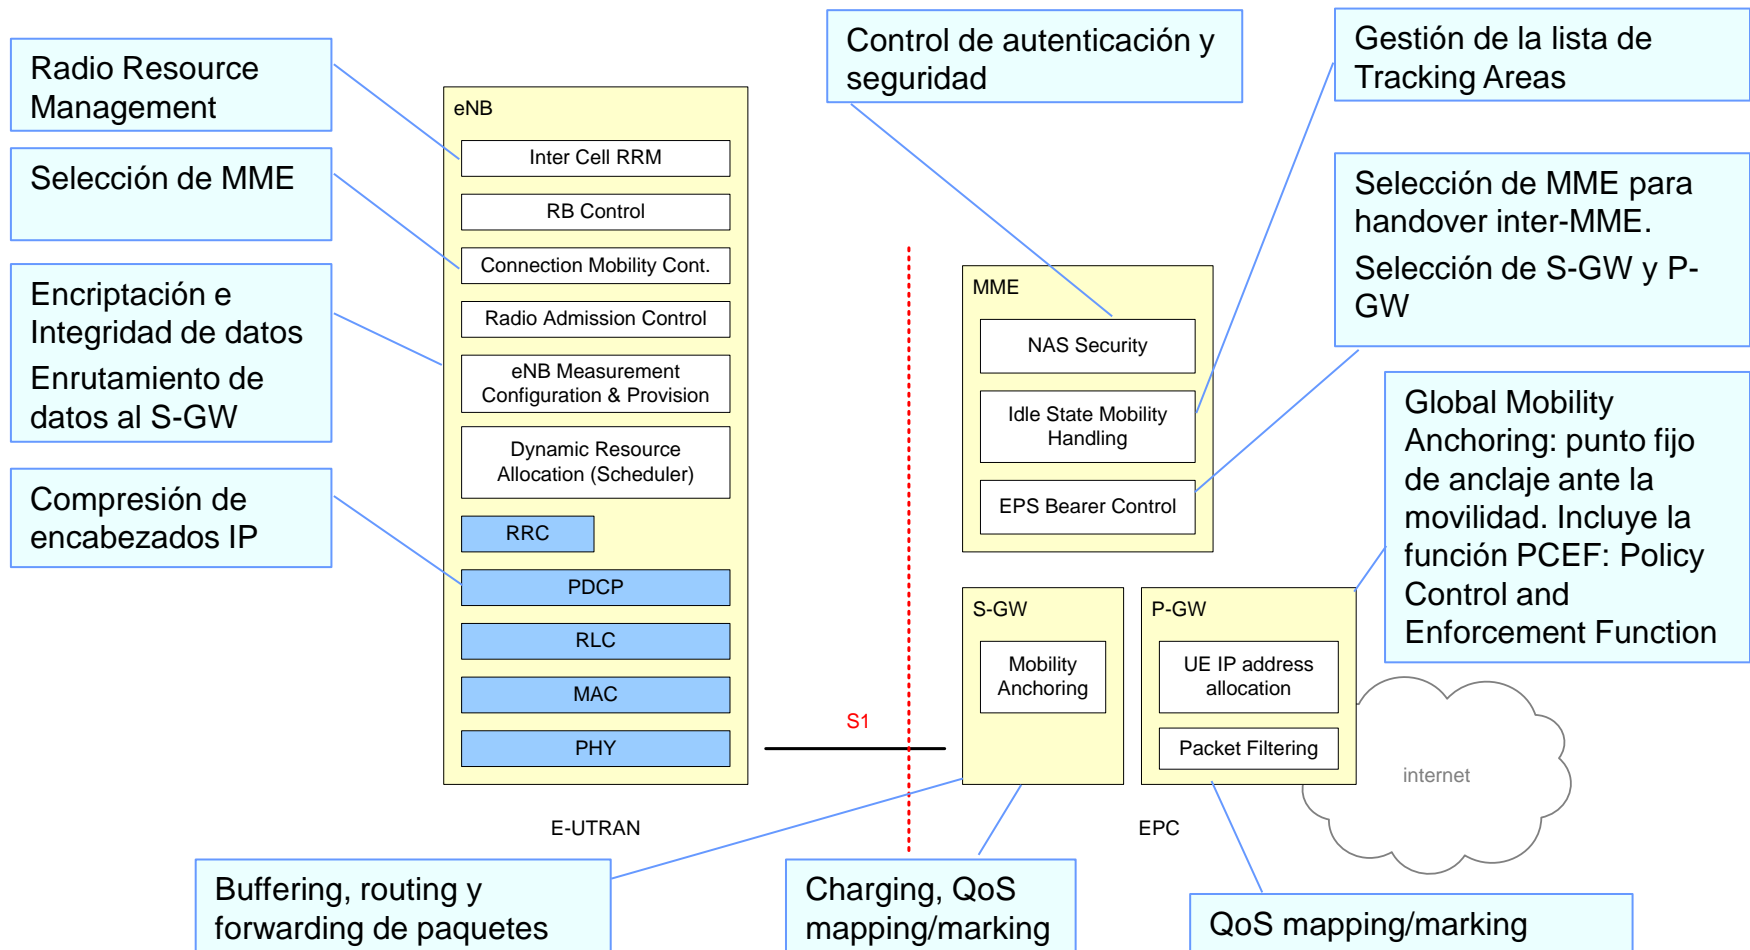 Radio Resource
Management
Selección de MME
Encriptación e
Integridad de datos
Enrutamiento de
datos al S-GW
Compresión de
encabezados IP
eNB
Inter Cell RRM
RB Control
Connection Mobility Cont.
Radio Admission Control
eNB Measurement
Configuration & Provision
Dynamic Resource
Allocation (Scheduler)
RRC
PDCP
RLC
MAC
PHY
E-UTRAN
S1
Control de autenticación y
seguridad
Gestión de la lista de
Tracking Areas
Selección de MME para
handover inter-MME.
Selección de S-GW y P-
GW
MME
NAS Security
Idle State Mobility
Handling
EPS Bearer Control
Global Mobility
Anchoring: punto fijo
de anclaje ante la
movilidad. Incluye la
función PCEF: Policy
Control and
Enforcement Function
S-GW
Mobility
Anchoring
P-GW
UE IP address
allocation
Packet Filtering
internet
EPC
Buffering, routing y
forwarding de paquetes
Charging, QoS
mapping/marking
QoS mapping/marking